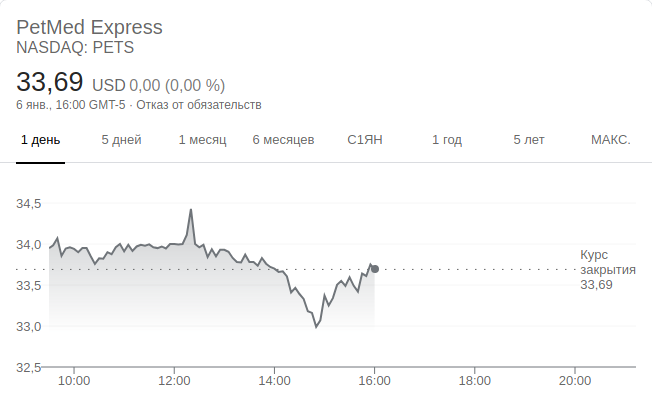 PetMed Express
NASDAQ: PETS
33,69 USD 0,00 (0,00 %)
6 янв., 16:00 GMT-5 · Отказ от обязательств
1 день 5 дней 1 месяц 6 месяцев С1ЯН 1 год 5 лет МАКС.
34,5
34,0
33,5
33,0
32,5
Курс
закрытия
33,69
10:00 12:00 14:00 16:00 18:00 20:00